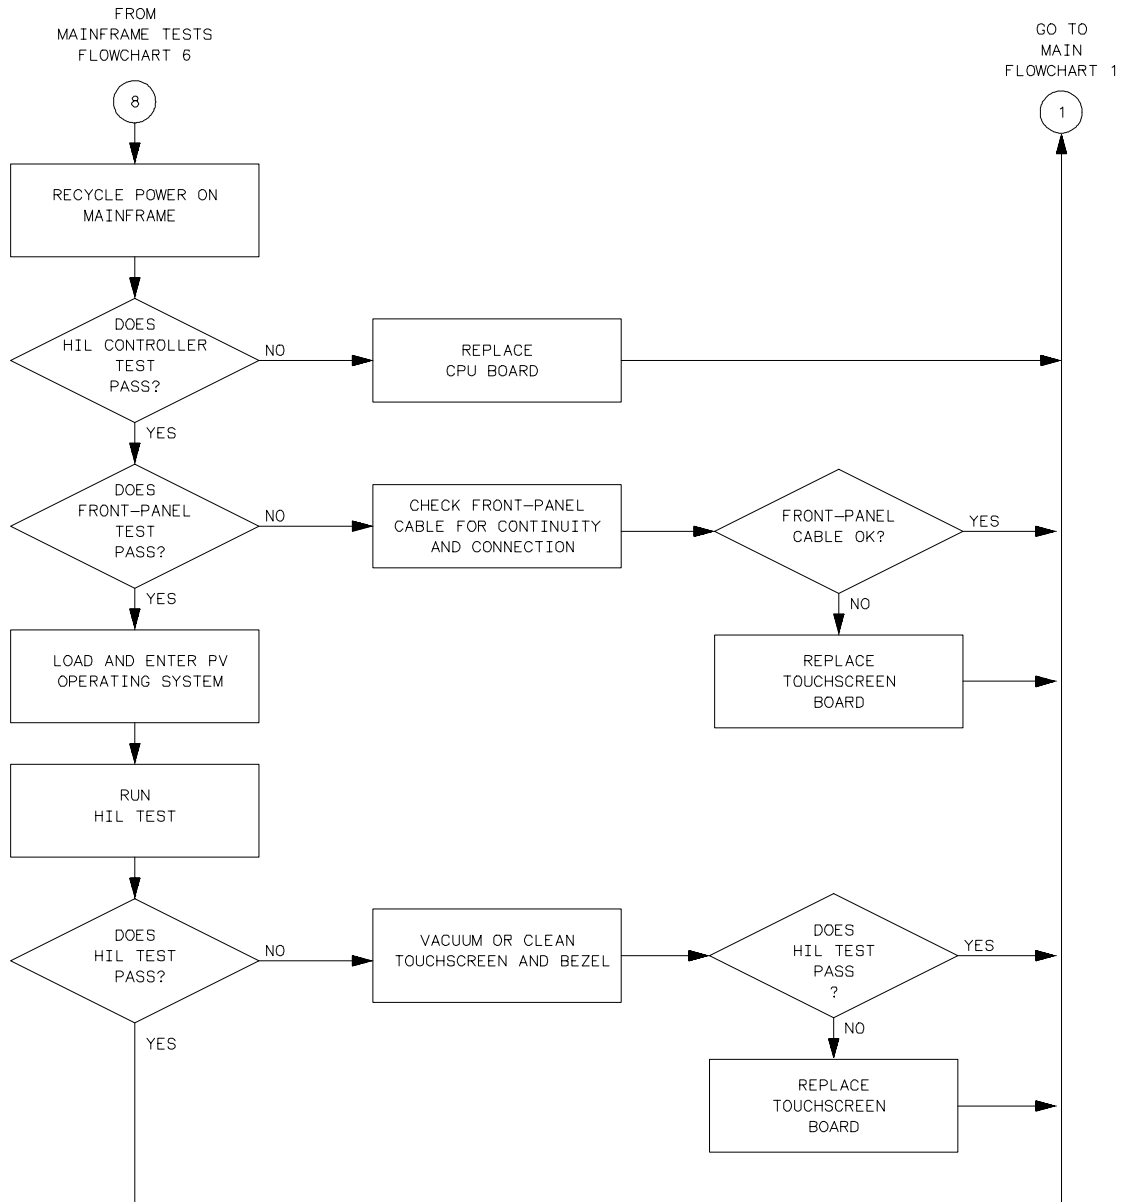 FROM
MAINFRAME TESTS
FLOWCHART 6
8
GO TO
MAIN
FLOWCHART 1
1
RECYCLE POWER ON
MAINFRAME
DOES
HIL CONTROLLER
TEST
PASS?
NO
YES
REPLACE
CPU BOARD
DOES
FRONT-PANEL
TEST
PASS?
NO
YES
CHECK FRONT-PANEL
CABLE FOR CONTINUITY
AND CONNECTION
FRONT-PANEL
CABLE OK?
YES
NO
REPLACE
TOUCHSCREEN
BOARD
LOAD AND ENTER PV
OPERATING SYSTEM
RUN
HIL TEST
DOES
HIL TEST
PASS?
NO
YES
VACUUM OR CLEAN
TOUCHSCREEN AND BEZEL
DOES
HIL TEST
PASS
?
YES
NO
REPLACE
TOUCHSCREEN
BOARD